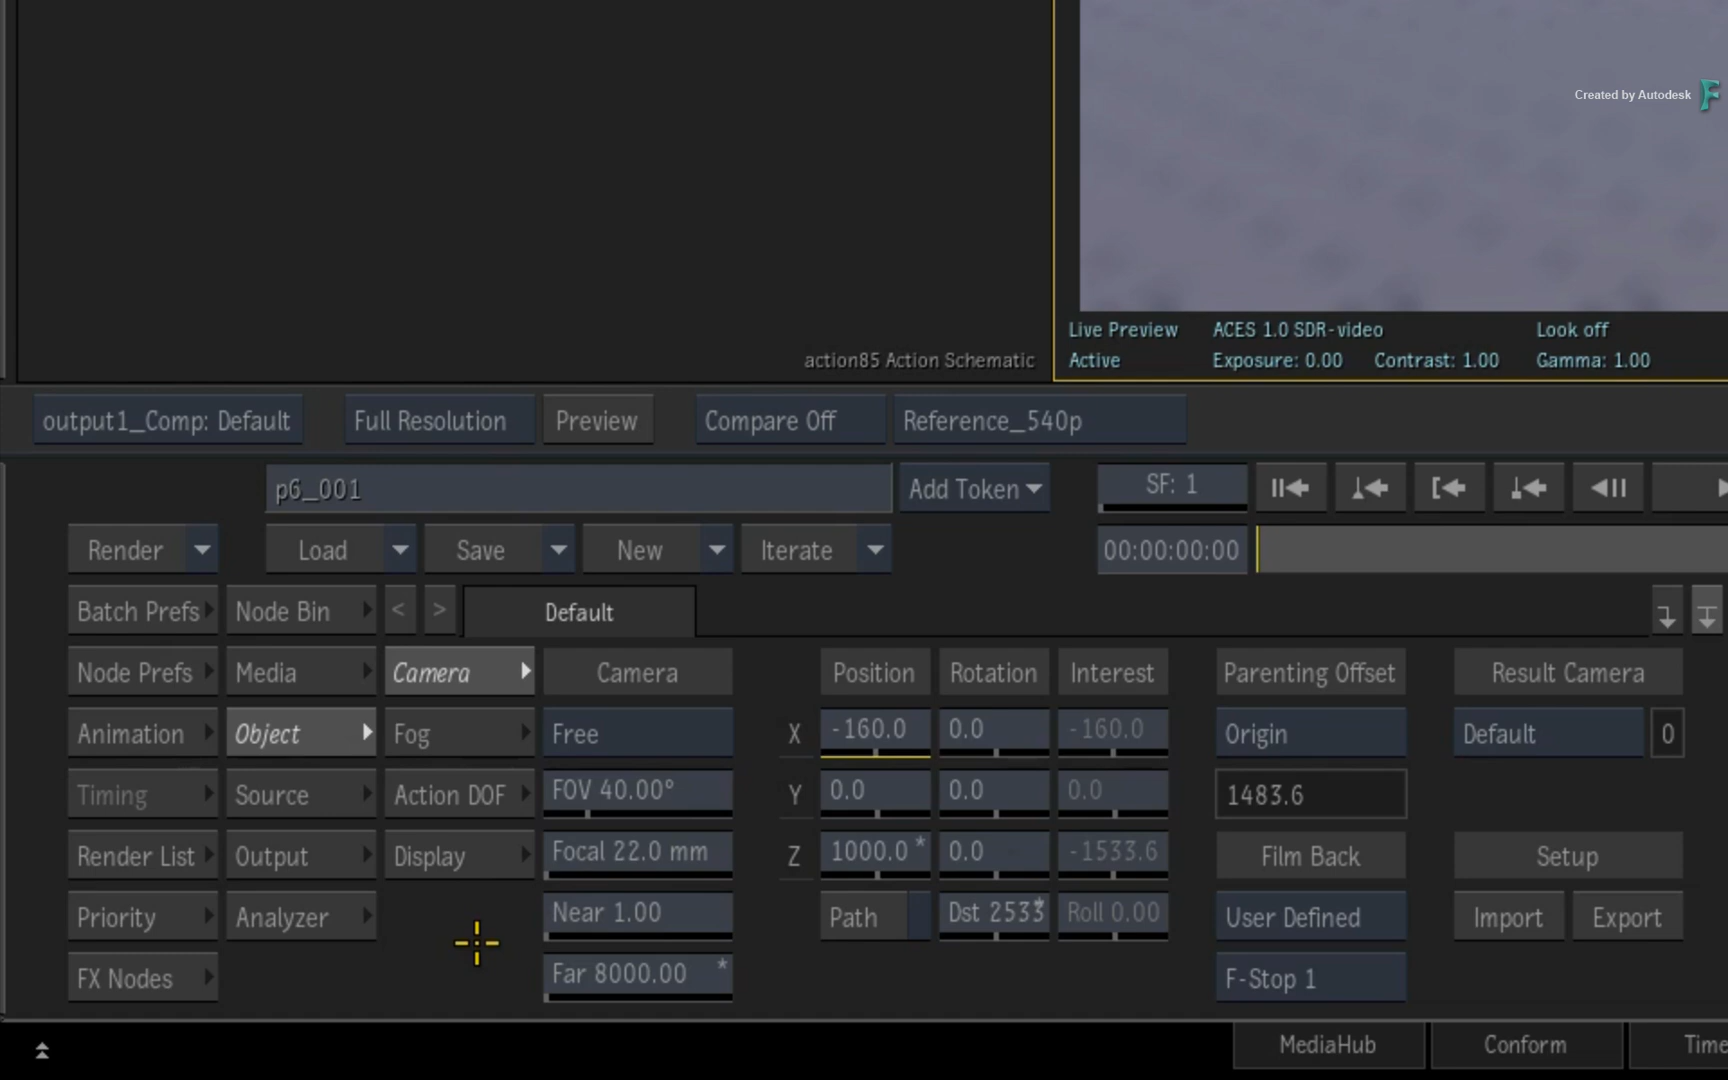 Created by Autodesk
Live Preview ACES 1.0 SDR-video Look off
action85 Action Schematic Active Exposure: 0.00 Contrast: 1.00 Gamma: 1.00
output1_Comp: Default Full Resolution Preview Compare Off Reference_540p
p6_001 Add Token SF: 1
Render Load Save New Iterate 00:00:00:00
Batch Prefs Node Bin < > Default
Node Prefs Media Camera Camera Position Rotation Interest Parenting Offset Result Camera
Animation Object Fog Free X -160.0 0.0 -160.0 Origin Default 0
Timing Source Action DOF FOV 40.00° Y 0.0 0.0 0.0 1483.6
Render List Output Display Focal 22.0 mm Z 1000.0 * 0.0 -1533.6 Film Back Setup
Priority Analyzer Near 1.00 Path Dst 2533 * Roll 0.00 User Defined Import Export
FX Nodes Far 8000.00 * F-Stop 1
MediaHub Conform Time